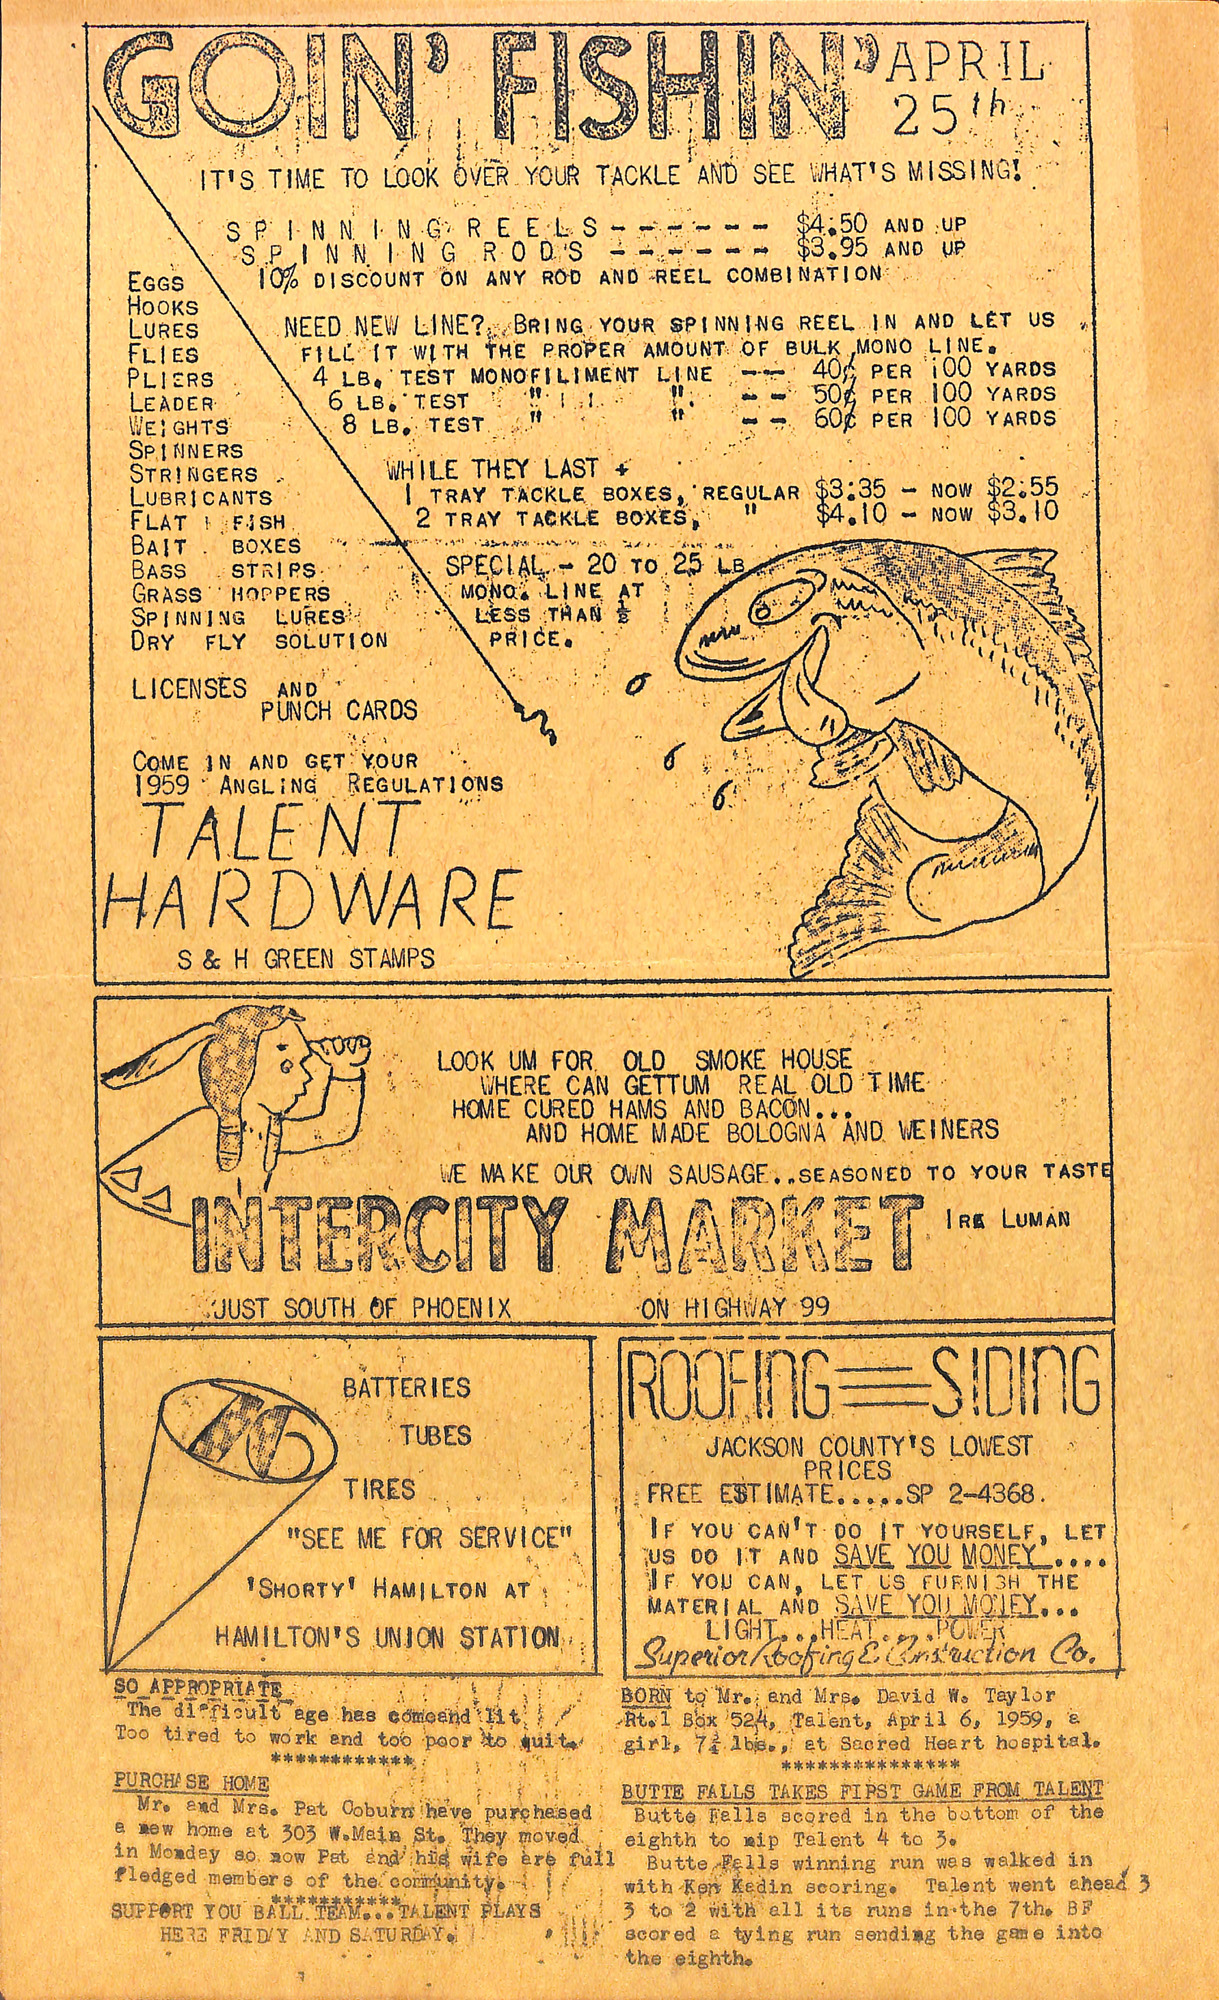 GOIN' FISHIN' APRIL 25th
IT'S TIME TO LOOK OVER YOUR TACKLE AND SEE WHAT'S MISSING!
SPINNING REELS ------ $4.50 AND UP
SPINNING RODS ------ $3.95 AND UP
10% DISCOUNT ON ANY ROD AND REEL COMBINATION
EGGS
HOOKS
LURES
FLIES
PLIERS
LEADER
WEIGHTS
SPINNERS
STRINGERS
LUBRICANTS
FLAT FISH
BAIT BOXES
BASS STRIPS
GRASS HOPPERS
SPINNING LURES
DRY FLY SOLUTION
NEED NEW LINE? BRING YOUR SPINNING REEL IN AND LET US
FILL IT WITH THE PROPER AMOUNT OF BULK MONO LINE.
4 LB. TEST MONOFILIMENT LINE -- 40¢ PER 100 YARDS
6 LB. TEST " " -- 50¢ PER 100 YARDS
8 LB. TEST " " -- 60¢ PER 100 YARDS
WHILE THEY LAST +
1 TRAY TACKLE BOXES, REGULAR $3.35 - NOW $2.55
2 TRAY TACKLE BOXES, " $4.10 - NOW $3.10
SPECIAL - 20 TO 25 LB
MONO. LINE AT
LESS THAN ½
PRICE.
LICENSES AND
PUNCH CARDS
COME IN AND GET YOUR
1959 ANGLING REGULATIONS
TALENT
HARDWARE
S & H GREEN STAMPS
LOOK UM FOR OLD SMOKE HOUSE
WHERE CAN GETTUM REAL OLD TIME
HOME CURED HAMS AND BACON...
AND HOME MADE BOLOGNA AND WEINERS
WE MAKE OUR OWN SAUSAGE..SEASONED TO YOUR TASTE
INTERCITY MARKET IRA LUMAN
JUST SOUTH OF PHOENIX ON HIGHWAY 99
76
BATTERIES
TUBES
TIRES
"SEE ME FOR SERVICE"
'SHORTY' HAMILTON AT
HAMILTON'S UNION STATION
ROOFING SIDING
JACKSON COUNTY'S LOWEST
PRICES
FREE ESTIMATE.....SP 2-4368.
IF YOU CAN'T DO IT YOURSELF, LET
US DO IT AND SAVE YOU MONEY....
IF YOU CAN, LET US FURNISH THE
MATERIAL AND SAVE YOU MONEY...
LIGHT...HEAT...POWER
Superior Roofing & Construction Co.
SO APPROPRIATE
The difficult age has comeand lit
Too tired to work and too poor to quit.
************
PURCHASE HOME
Mr. and Mrs. Pat Coburn have purchased
a new home at 303 W.Main St. They moved
in Monday so now Pat and his wife are full
fledged members of the community.
***********
SUPPORT YOU BALL TEAM...TALENT PLAYS
HERE FRIDAY AND SATURDAY.
BORN to Mr. and Mrs. David W. Taylor
Rt.1 Box 524, Talent, April 6, 1959, a
girl, 7½ lbs., at Sacred Heart hospital.
***************
BUTTE FALLS TAKES FIRST GAME FROM TALENT
Butte Falls scored in the bottom of the
eighth to nip Talent 4 to 3.
Butte Falls winning run was walked in
with Ken Kadin scoring. Talent went ahead 3
3 to 2 with all its runs in the 7th. BF
scored a tying run sending the game into
the eighth.